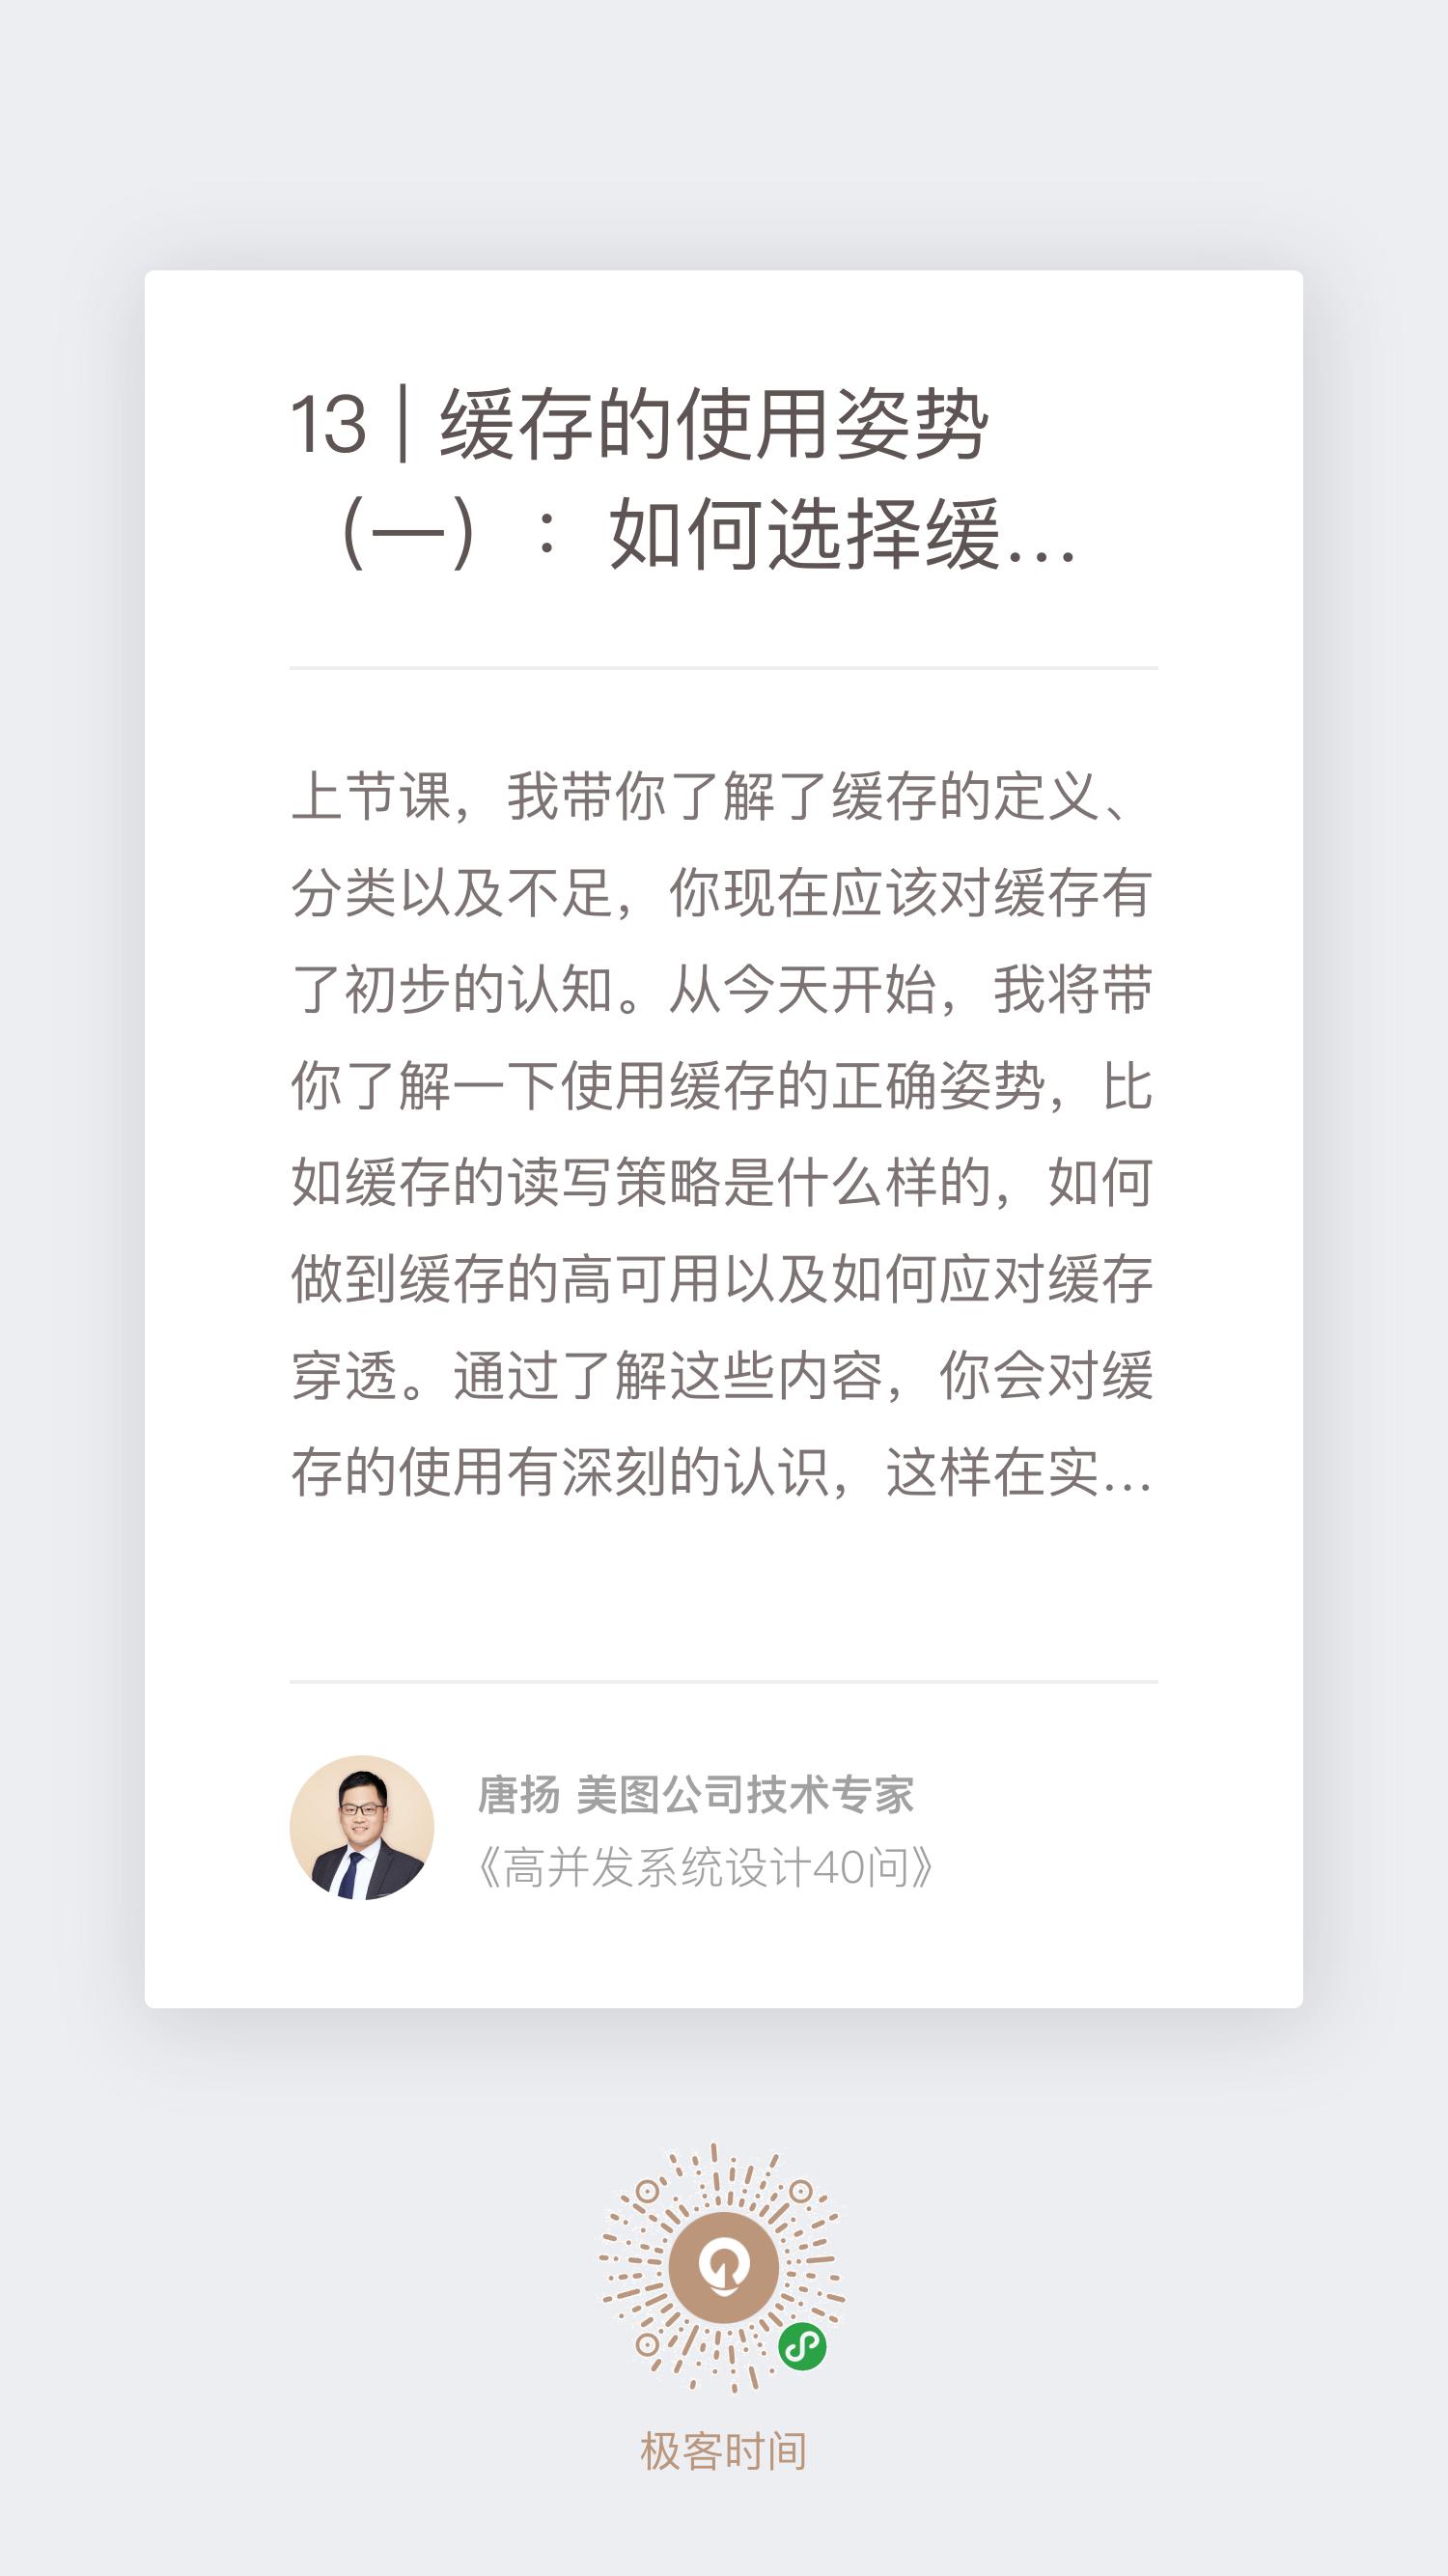 13 | 缓存的使用姿势
（一）：如何选择缓...
上节课，我带你了解了缓存的定义、
分类以及不足，你现在应该对缓存有
了初步的认知。从今天开始，我将带
你了解一下使用缓存的正确姿势，比
如缓存的读写策略是什么样的，如何
做到缓存的高可用以及如何应对缓存
穿透。通过了解这些内容，你会对缓
存的使用有深刻的认识，这样在实...
唐扬 美图公司技术专家
《高并发系统设计40问》
极客时间